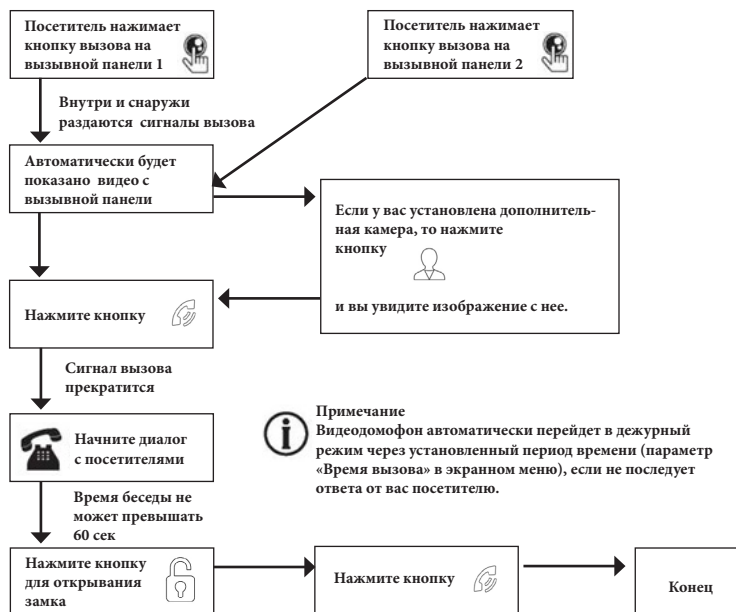 Посетитель нажимает
кнопку вызова на
вызывной панели 1
Посетитель нажимает
кнопку вызова на
вызывной панели 2
Внутри и снаружи
раздаются сигналы вызова
Автоматически будет
показано видео с
вызывной панели
Если у вас установлена дополнитель-
ная камера, то нажмите
кнопку
и вы увидите изображение с нее.
Нажмите кнопку
Сигнал вызова
прекратится
Начните диалог
с посетителями
Примечание
Видеодомофон автоматически перейдет в дежурный
режим через установленный период времени (параметр
«Время вызова» в экранном меню), если не последует
ответа от вас посетителю.
Время беседы не
может превышать
60 сек
Нажмите кнопку
для открывания
замка
Нажмите кнопку
Конец